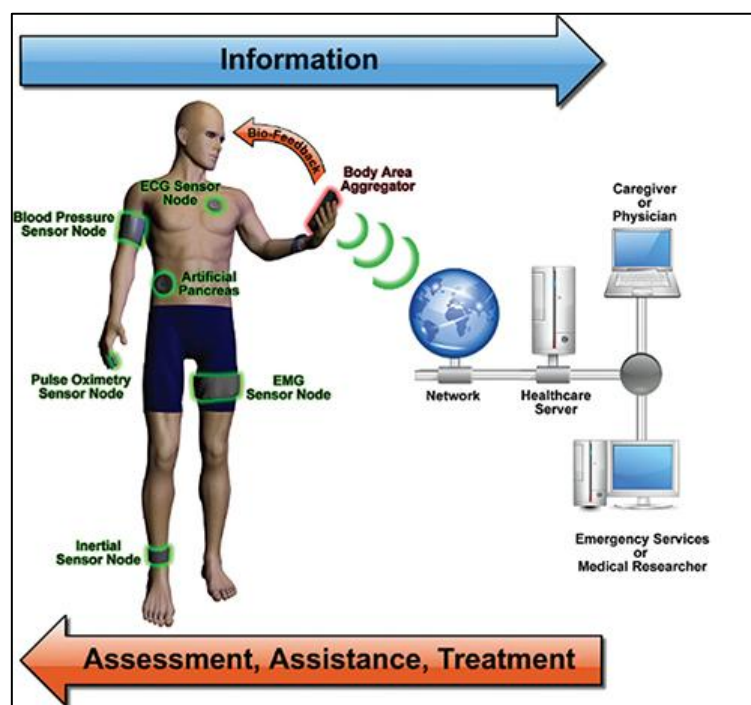 Information
Bio-Feedback
ECG Sensor
Node
Body Area
Aggregator
Blood Pressure
Sensor Node
Artificial
Pancreas
Pulse Oximetry
Sensor Node
EMG
Sensor Node
Inertial
Sensor Node
Caregiver
or
Physician
Network
Healthcare
Server
Emergency Services
or
Medical Researcher
Assessment, Assistance, Treatment